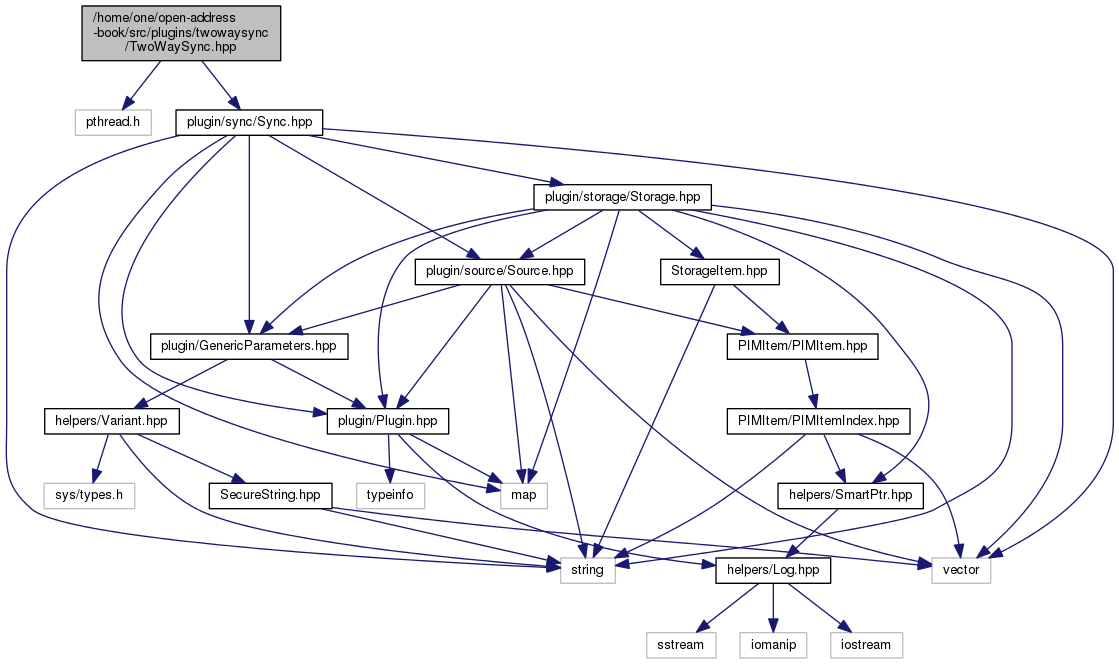 /home/one/open-address
-book/src/plugins/twowaysync
/TwoWaySync.hpp
pthread.h
plugin/sync/Sync.hpp
plugin/storage/Storage.hpp
plugin/source/Source.hpp
StorageItem.hpp
plugin/GenericParameters.hpp
PIMItem/PIMItem.hpp
helpers/Variant.hpp
plugin/Plugin.hpp
PIMItem/PIMItemIndex.hpp
sys/types.h
SecureString.hpp
typeinfo
map
helpers/SmartPtr.hpp
string
helpers/Log.hpp
vector
sstream
iomanip
iostream